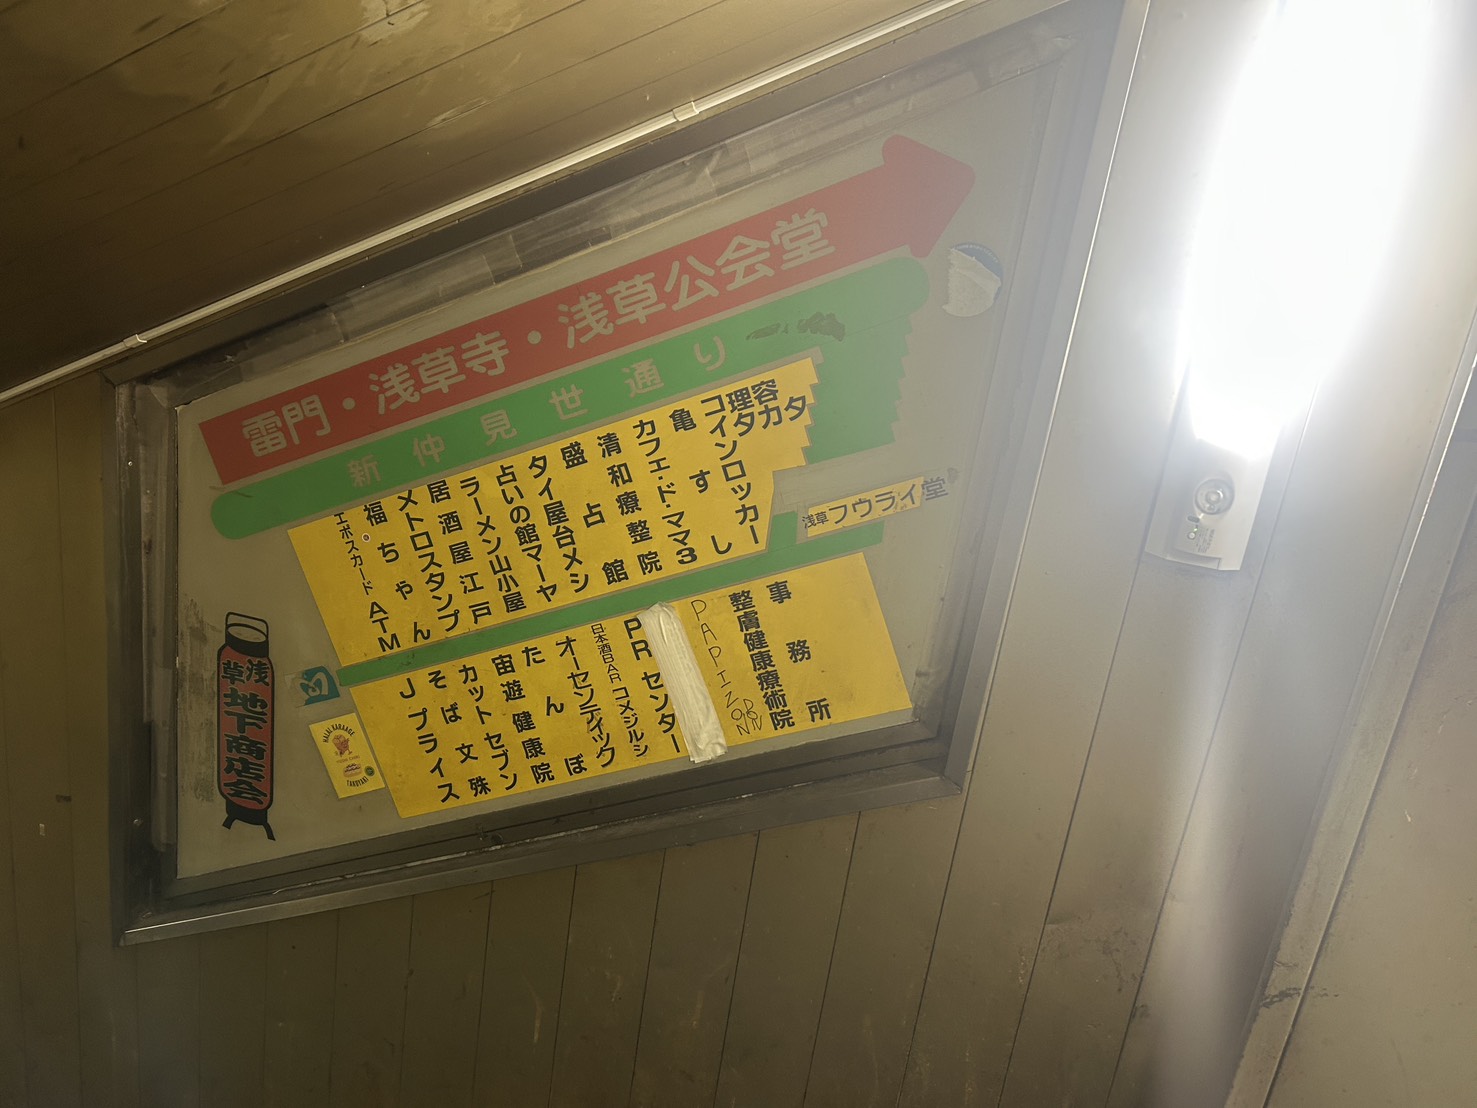 雷門・浅草寺・浅草公会堂
新仲見世通り
理容
タカタ
コインロッカー
亀すし
カフェ・ド・ママ3
清和療整院
盛占館
タイ屋台メシ
占いの館マーヤ
ラーメン山小屋
居酒屋江戸
メトロスタンプ
福ちゃん
エポスカード ATM
浅草フウライ堂
事務所
整膚健康療術院
PAPIZON
PRセンター
日本酒BAR コメジルシ
オーセンディック
たんぽ
宙遊健康院
カットセブン
そば文殊
Jプライス
浅草
地下商店会